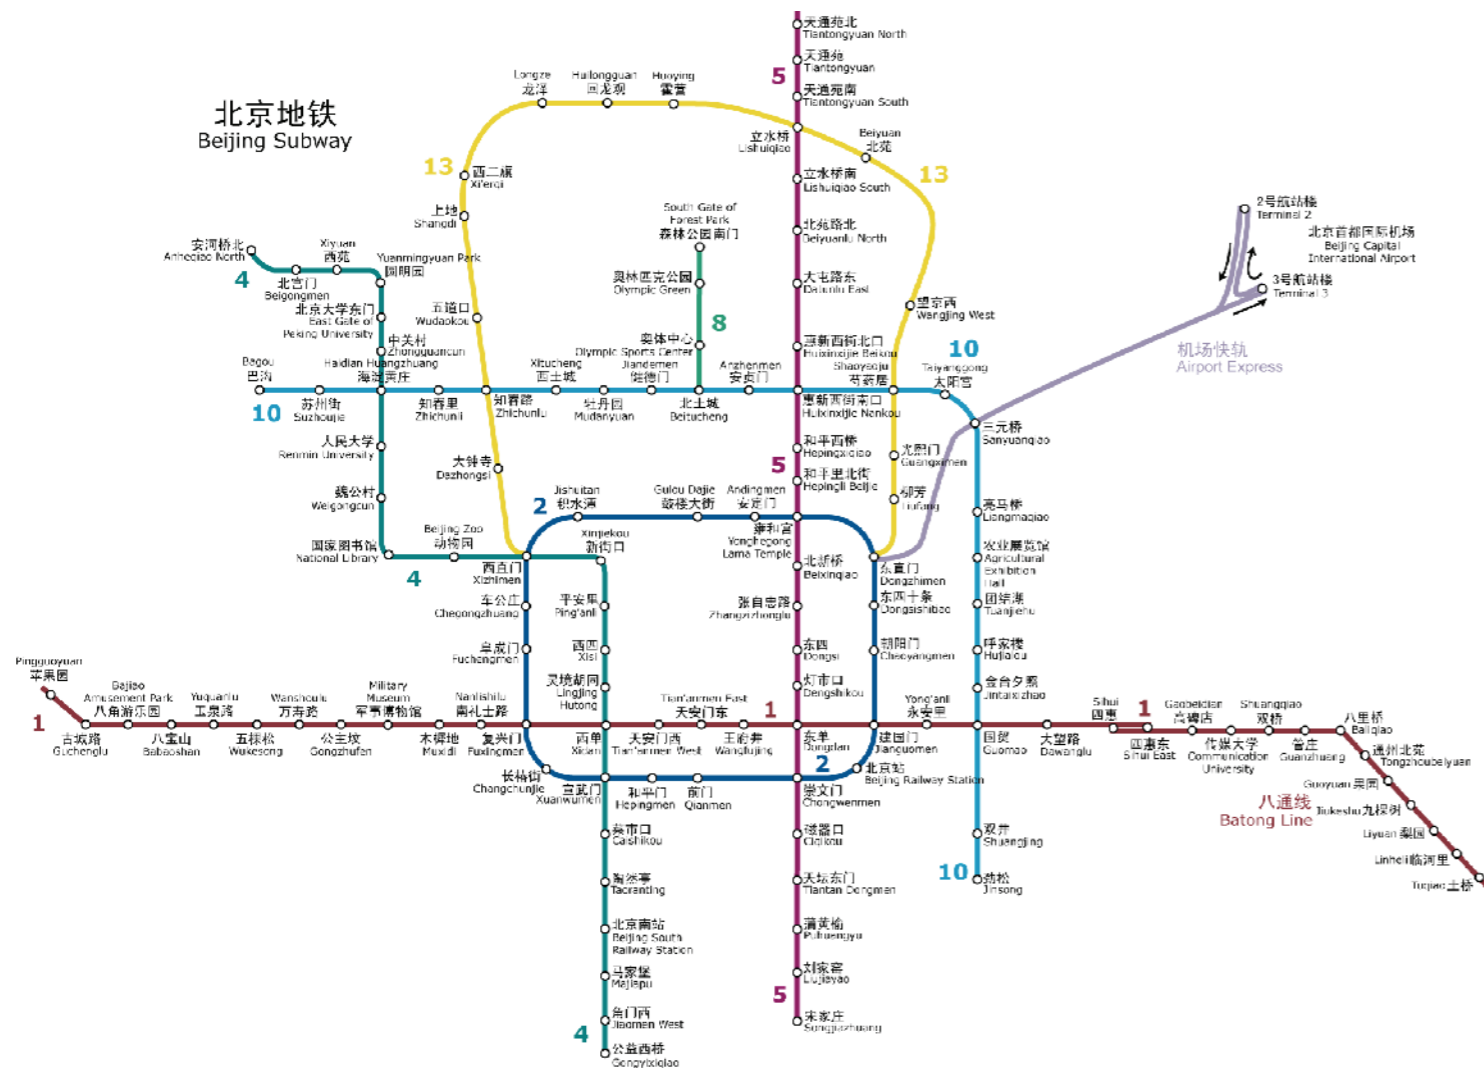 北京地铁
Beijing Subway
天通苑北
Tiantongyuan North
天通苑
Tiantongyuan
5
天通苑南
Tiantongyuan South
Longze
龙泽
Huilongguan
回龙观
Huoying
霍营
立水桥
Lishuiqiao
Beiyuan
北苑
13
西二旗
Xi'erqi
13
立水桥南
Lishuiqiao South
上地
Shangdi
South Gate of
Forest Park
森林公园南门
北苑路北
Beiyuanlu North
2号航站楼
Terminal 2
北京首都国际机场
Beijing Capital
International Airport
3号航站楼
Terminal 3
安河桥北
Anheqiao North
4
Xiyuan
西苑
Yuanmingyuan Park
圆明园
北宫门
Beigongmen
北京大学东门
East Gate of
Peking University
五道口
Wudaokou
奥林匹克公园
Olympic Green
8
大屯路东
Datunlu East
望京西
Wangjing West
中关村
Zhongguancun
奥体中心
Olympic Sports Center
惠新西街北口
Huixinxijie Beikou
机场快轨
Airport Express
Bagou
巴沟
10
苏州街
Suzhoujie
Haidian Huangzhuang
海淀黄庄
知春里
Zhichunli
知春路
Zhichunlu
Xitucheng
西土城
牡丹园
Mudanyuan
Jiandemen
健德门
北土城
Beitucheng
Anzhenmen
安贞门
惠新西街南口
Huixinxijie Nankou
Shaoyaoju
芍药居
10
Taiyanggong
太阳宫
三元桥
Sanyuanqiao
人民大学
Renmin University
大钟寺
Dazhongsi
和平西桥
Hepingxiqiao
5
和平里北街
Hepingli Beijie
光熙门
Guangximen
柳芳
Liufang
魏公村
Weigongcun
2
Jishuitan
积水潭
Gulou Dajie
鼓楼大街
Andingmen
安定门
雍和宫
Yonghegong
Lama Temple
亮马桥
Liangmaqiao
国家图书馆
National Library
4
Beijing Zoo
动物园
西直门
Xizhimen
Xinjiekou
新街口
北新桥
Beixinqiao
东直门
Dongzhimen
农业展览馆
Agricultural
Exhibition
Hall
车公庄
Chegongzhuang
平安里
Ping'anli
张自忠路
Zhangzizhonglu
东四十条
Dongsishitiao
团结湖
Tuanjiehu
阜成门
Fuchengmen
西四
Xisi
东四
Dongsi
朝阳门
Chaoyangmen
呼家楼
Hujialou
灵境胡同
Lingjing
Hutong
灯市口
Dengshikou
金台夕照
Jintaixizhao
Pingguoyuan
苹果园
1
古城路
Guchenglu
Bajiao
Amusement Park
八角游乐园
八宝山
Babaoshan
Yuquanlu
玉泉路
五棵松
Wukesong
Wanshoulu
万寿路
公主坟
Gongzhufen
Military
Museum
军事博物馆
木樨地
Muxidi
Nanlishilu
南礼士路
复兴门
Fuxingmen
西单
Xidan
天安门西
Tian'anmen West
Tian'anmen East
天安门东
王府井
Wangfujing
1
东单
Dongdan
建国门
Jianguomen
Yong'anli
永安里
国贸
Guomao
大望路
Dawanglu
Sihui
四惠
1
四惠东
Sihui East
Gaobeidian
高碑店
传媒大学
Communication
University
Shuangqiao
双桥
管庄
Guanzhuang
八里桥
Baliqiao
通州北苑
Tongzhoubeiyuan
Guoyuan 果园
Jiukeshu 九棵树
Liyuan 梨园
Linheli 临河里
Tuqiao 土桥
八通线
Batong Line
长椿街
Changchunjie
宣武门
Xuanwumen
和平门
Hepingmen
前门
Qianmen
2
崇文门
Chongwenmen
北京站
Beijing Railway Station
菜市口
Caishikou
磁器口
Ciqikou
双井
Shuangjing
陶然亭
Taoranting
天坛东门
Tiantan Dongmen
10
劲松
Jinsong
北京南站
Beijing South
Railway Station
蒲黄榆
Puhuangyu
马家堡
Majiapu
刘家窑
Liujiayao
5
角门西
Jiaomen West
宋家庄
Songjiazhuang
4
公益西桥
Gongyixiqiao